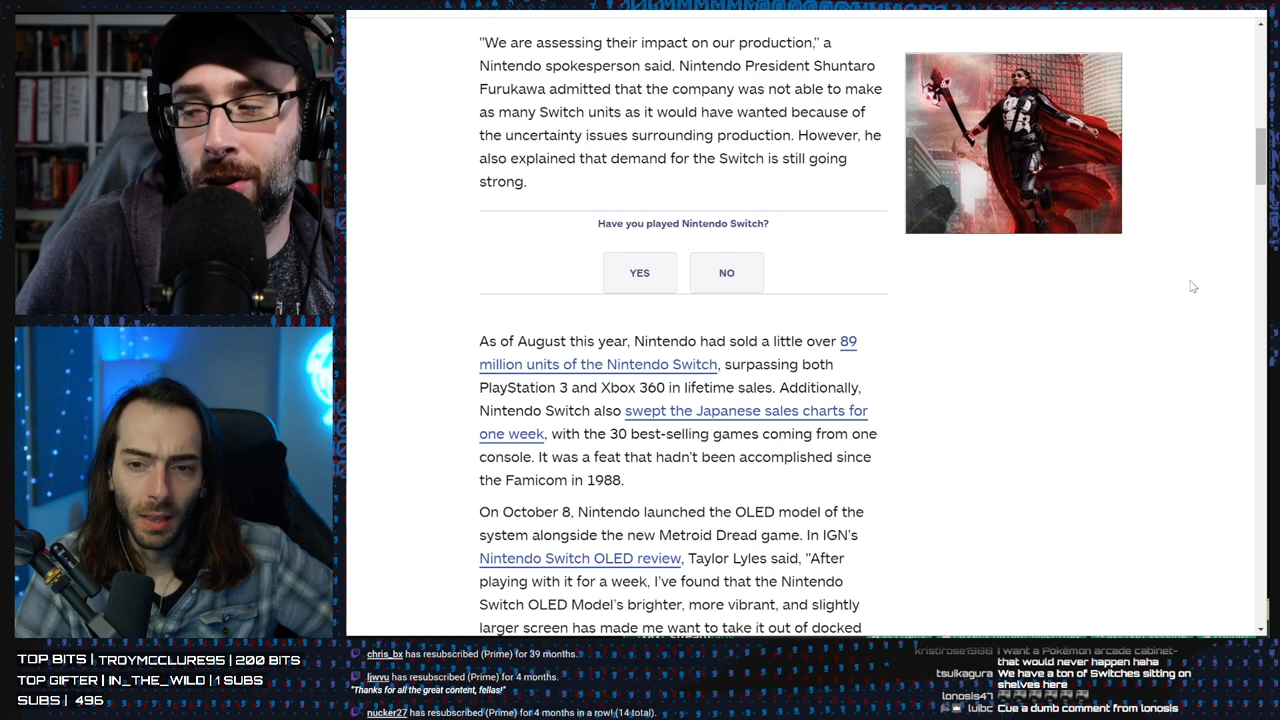 "We are assessing their impact on our production," a
Nintendo spokesperson said. Nintendo President Shuntaro
Furukawa admitted that the company was not able to make
as many Switch units as it would have wanted because of
the uncertainty issues surrounding production. However, he
also explained that demand for the Switch is still going
strong.
Have you played Nintendo Switch?
YES NO
As of August this year, Nintendo had sold a little over 89
million units of the Nintendo Switch, surpassing both
PlayStation 3 and Xbox 360 in lifetime sales. Additionally,
Nintendo Switch also swept the Japanese sales charts for
one week, with the 30 best-selling games coming from one
console. It was a feat that hadn't been accomplished since
the Famicom in 1988.
On October 8, Nintendo launched the OLED model of the
system alongside the new Metroid Dread game. In IGN's
Nintendo Switch OLED review, Taylor Lyles said, "After
playing with it for a week, I've found that the Nintendo
Switch OLED Model's brighter, more vibrant, and slightly
larger screen has made me want to take it out of docked
TOP BITS | TROYMCCLURE95 | 200 BITS
TOP GIFTER | IN_THE_WILD | 1 SUBS
SUBS | 496
chris_bx has resubscribed (Prime) for 39 months.
ljwvu has resubscribed (Prime) for 4 months.
"Thanks for all the great content, fellas!"
nucker27 has resubscribed (Prime) for 4 months in a row! (14 total).
kristirose1988 I want a Pokémon arcade cabinet-
that would never happen haha
tsuikagura We have a ton of Switches sitting on
shelves here
lonosis47
luibc Cue a dumb comment from lonosis